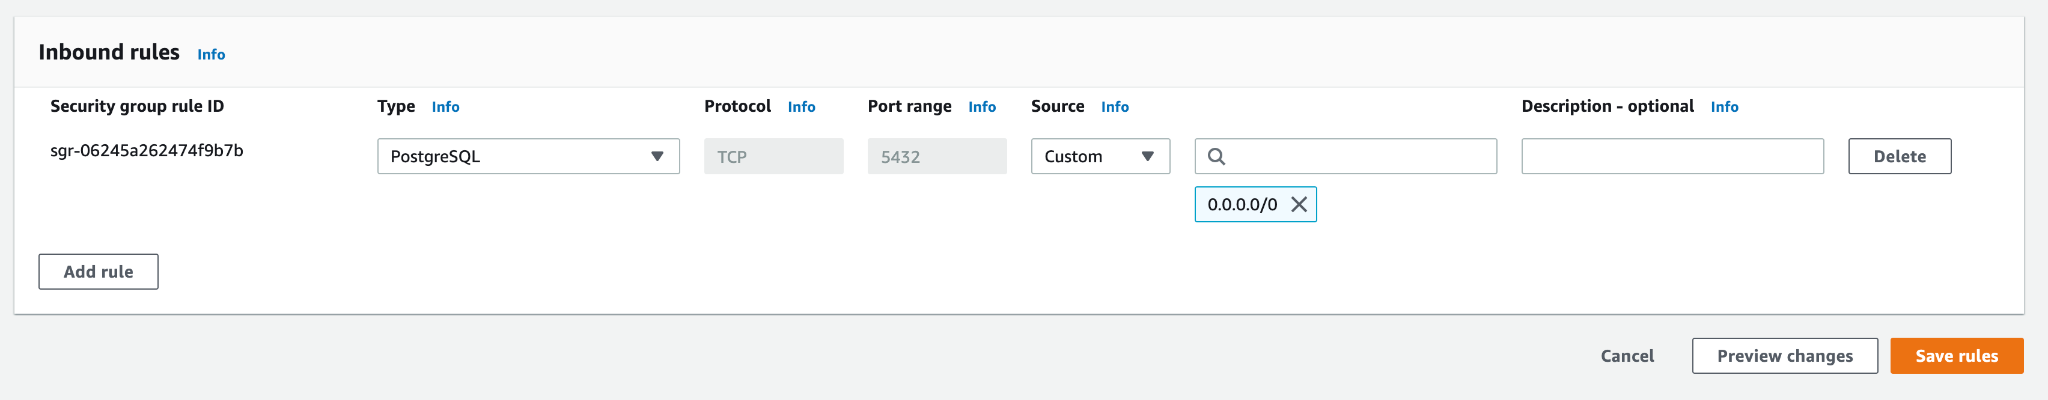 Inbound rules Info
Security group rule ID Type Info Protocol Info Port range Info Source Info Description - optional Info
sgr-06245a262474f9b7b PostgreSQL TCP 5432 Custom Delete
0.0.0.0/0
Add rule
Cancel Preview changes Save rules